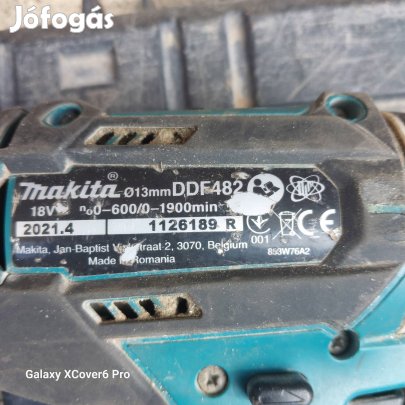 Jófogás
makita® Ø13mm DDF482
18V n₀0-600/0-1900min
2021.4 1126189 R
001 853W76A2
Makita, Jan-Baptist 2, 3070, Belgium
Made in Romania
Galaxy XCover6 Pro